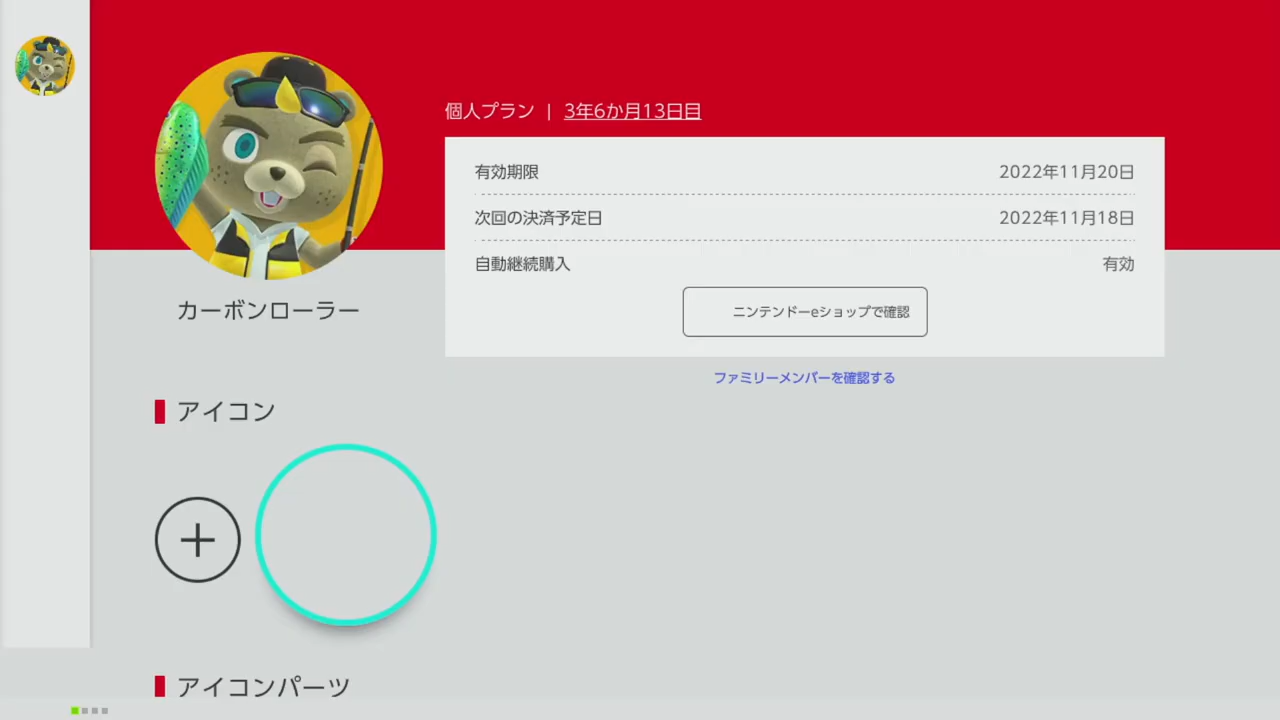 個人プラン | 3年6か月13日目
有効期限 2022年11月20日
次回の決済予定日 2022年11月18日
自動継続購入 有効
ニンテンドーeショップで確認
ファミリーメンバーを確認する
カーボンローラー
アイコン
アイコンパーツ